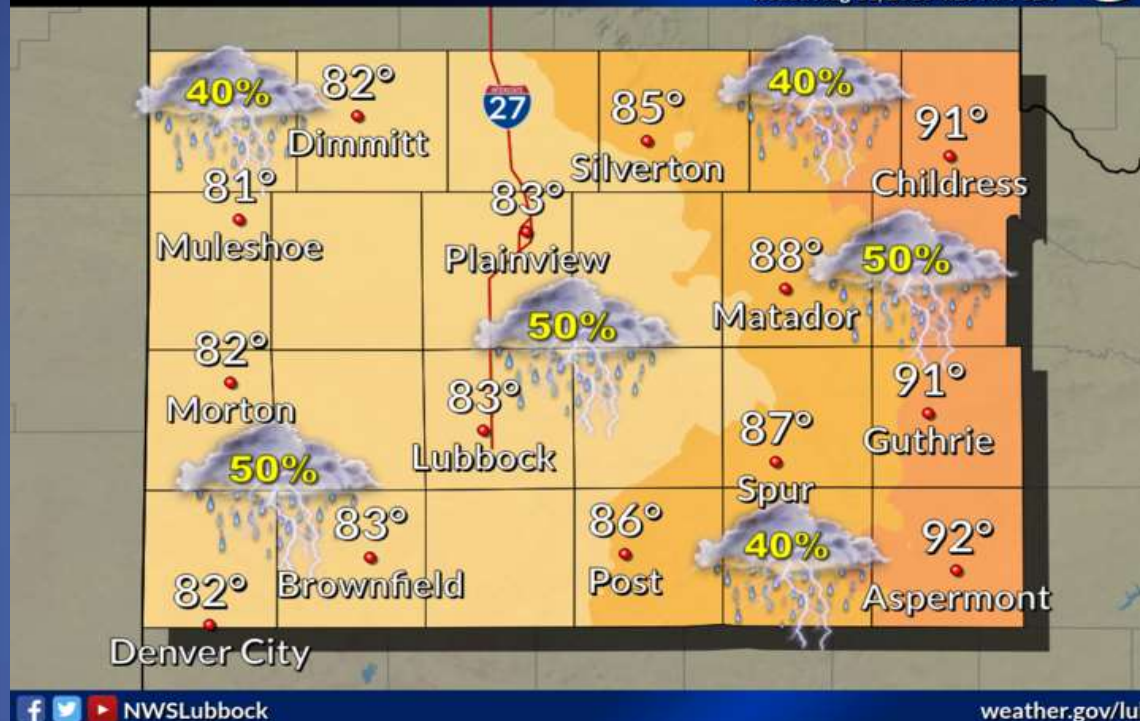 40%
82°
Dimmitt
INTERSTATE
27
85°
Silverton
40%
91°
Childress
81°
Muleshoe
83°
Plainview
88°
Matador
50%
50%
82°
Morton
83°
Lubbock
91°
Guthrie
87°
Spur
50%
83°
Brownfield
86°
Post
40%
92°
Aspermont
82°
Denver City
NWSLubbock
weather.gov/lu